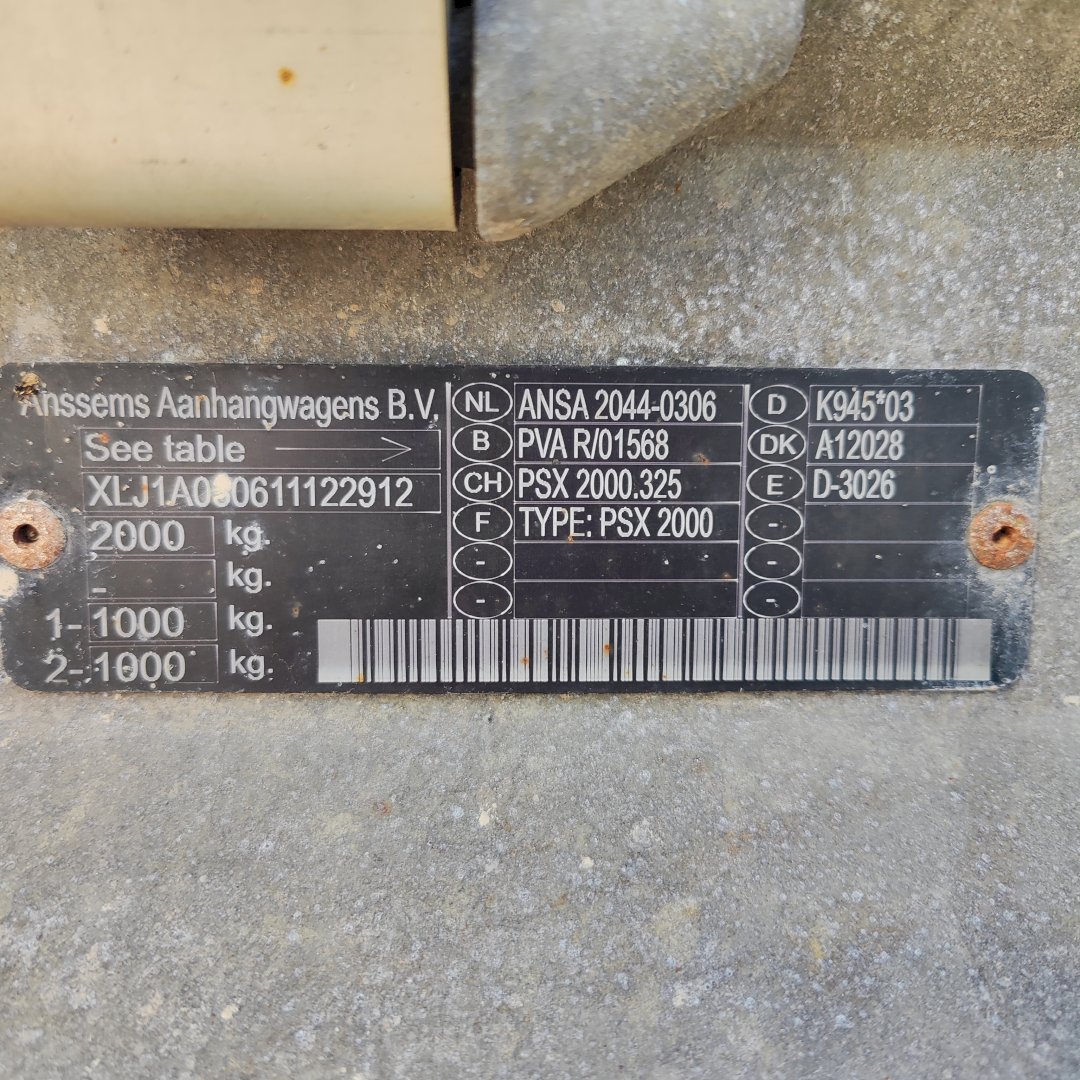 Anssems Aanhangwagens B.V.
See table
2000 kg.
- kg.
1- 1000 kg.
2- 1000 kg.
NL ANSA 2044-0306
B PVA R/01568
CH PSX 2000.325
F TYPE: PSX 2000
-
-
D K945*03
DK A12028
E D-3026
-
-
-